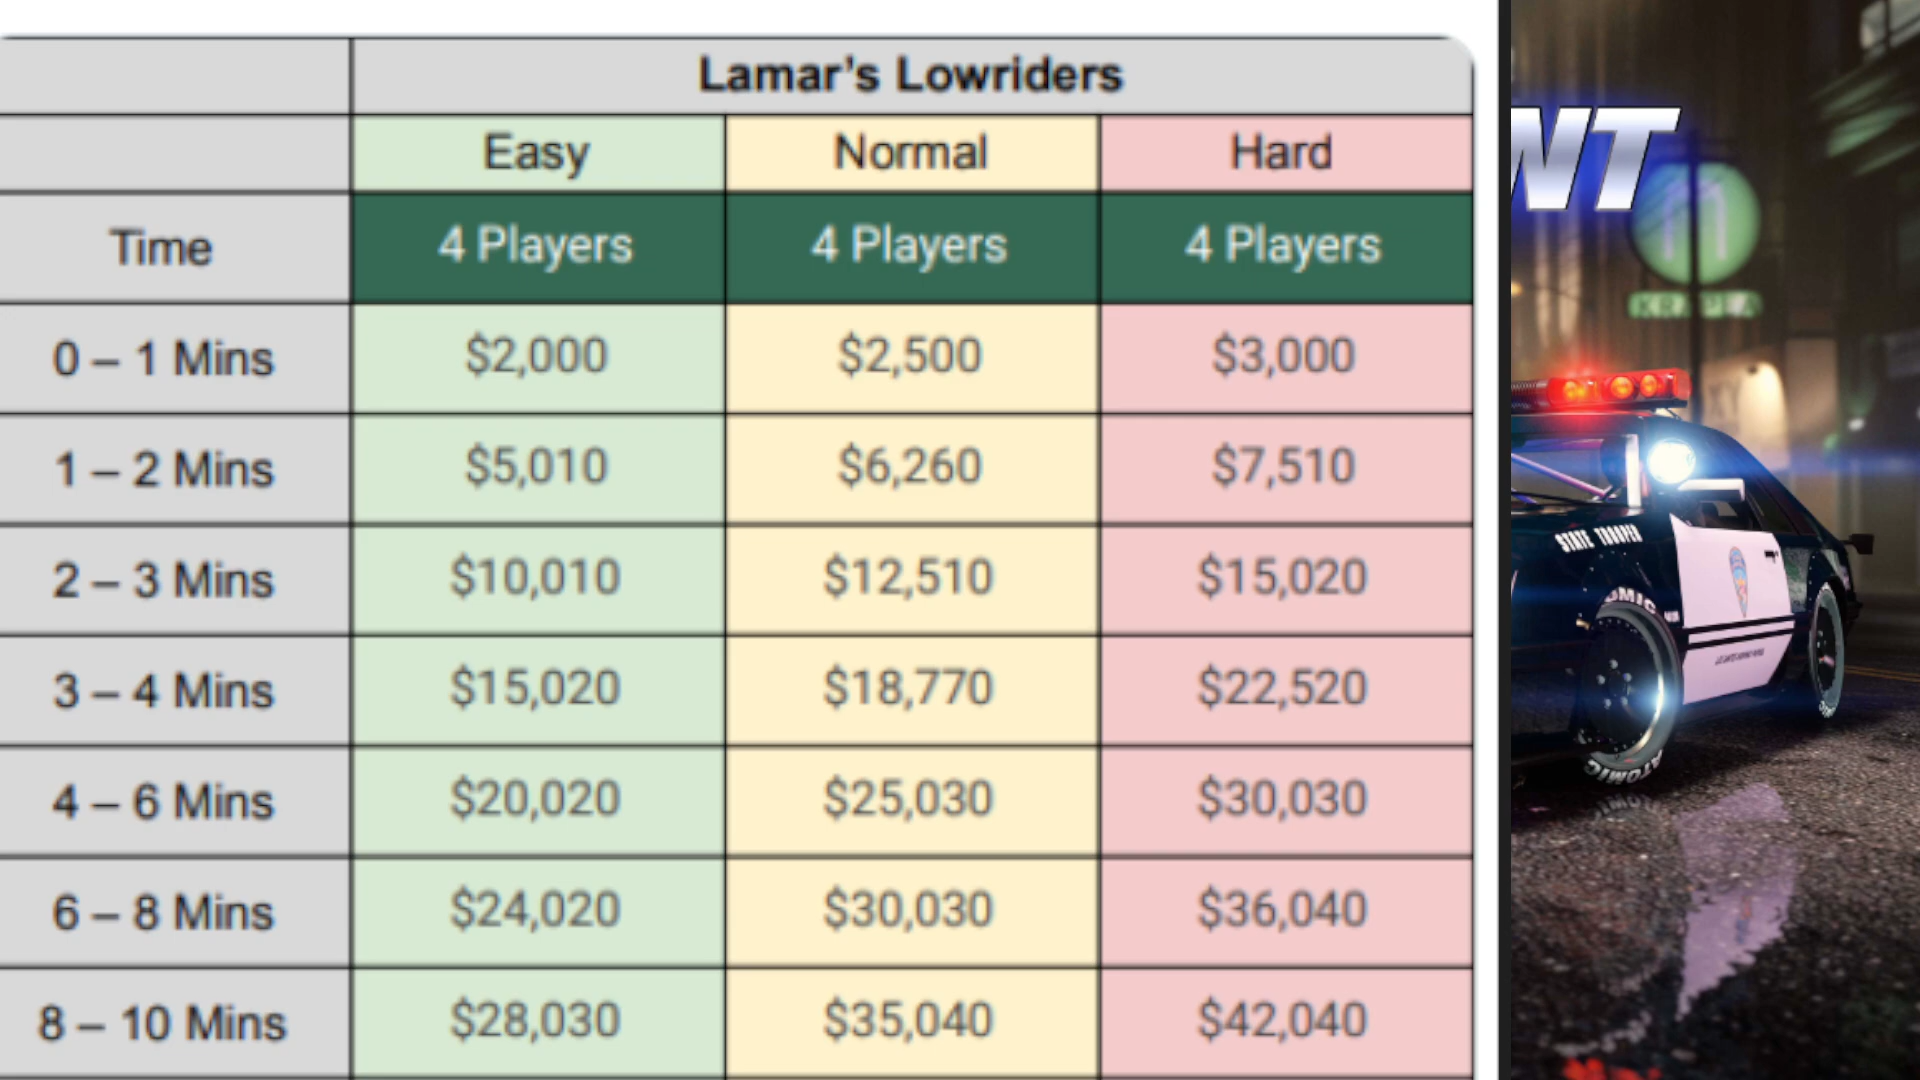 Lamar’s Lowriders
Easy Normal Hard
Time 4 Players 4 Players 4 Players
0 – 1 Mins $2,000 $2,500 $3,000
1 – 2 Mins $5,010 $6,260 $7,510
2 – 3 Mins $10,010 $12,510 $15,020
3 – 4 Mins $15,020 $18,770 $22,520
4 – 6 Mins $20,020 $25,030 $30,030
6 – 8 Mins $24,020 $30,030 $36,040
8 – 10 Mins $28,030 $35,040 $42,040
NT
STATE TROOPER
ATOMIC